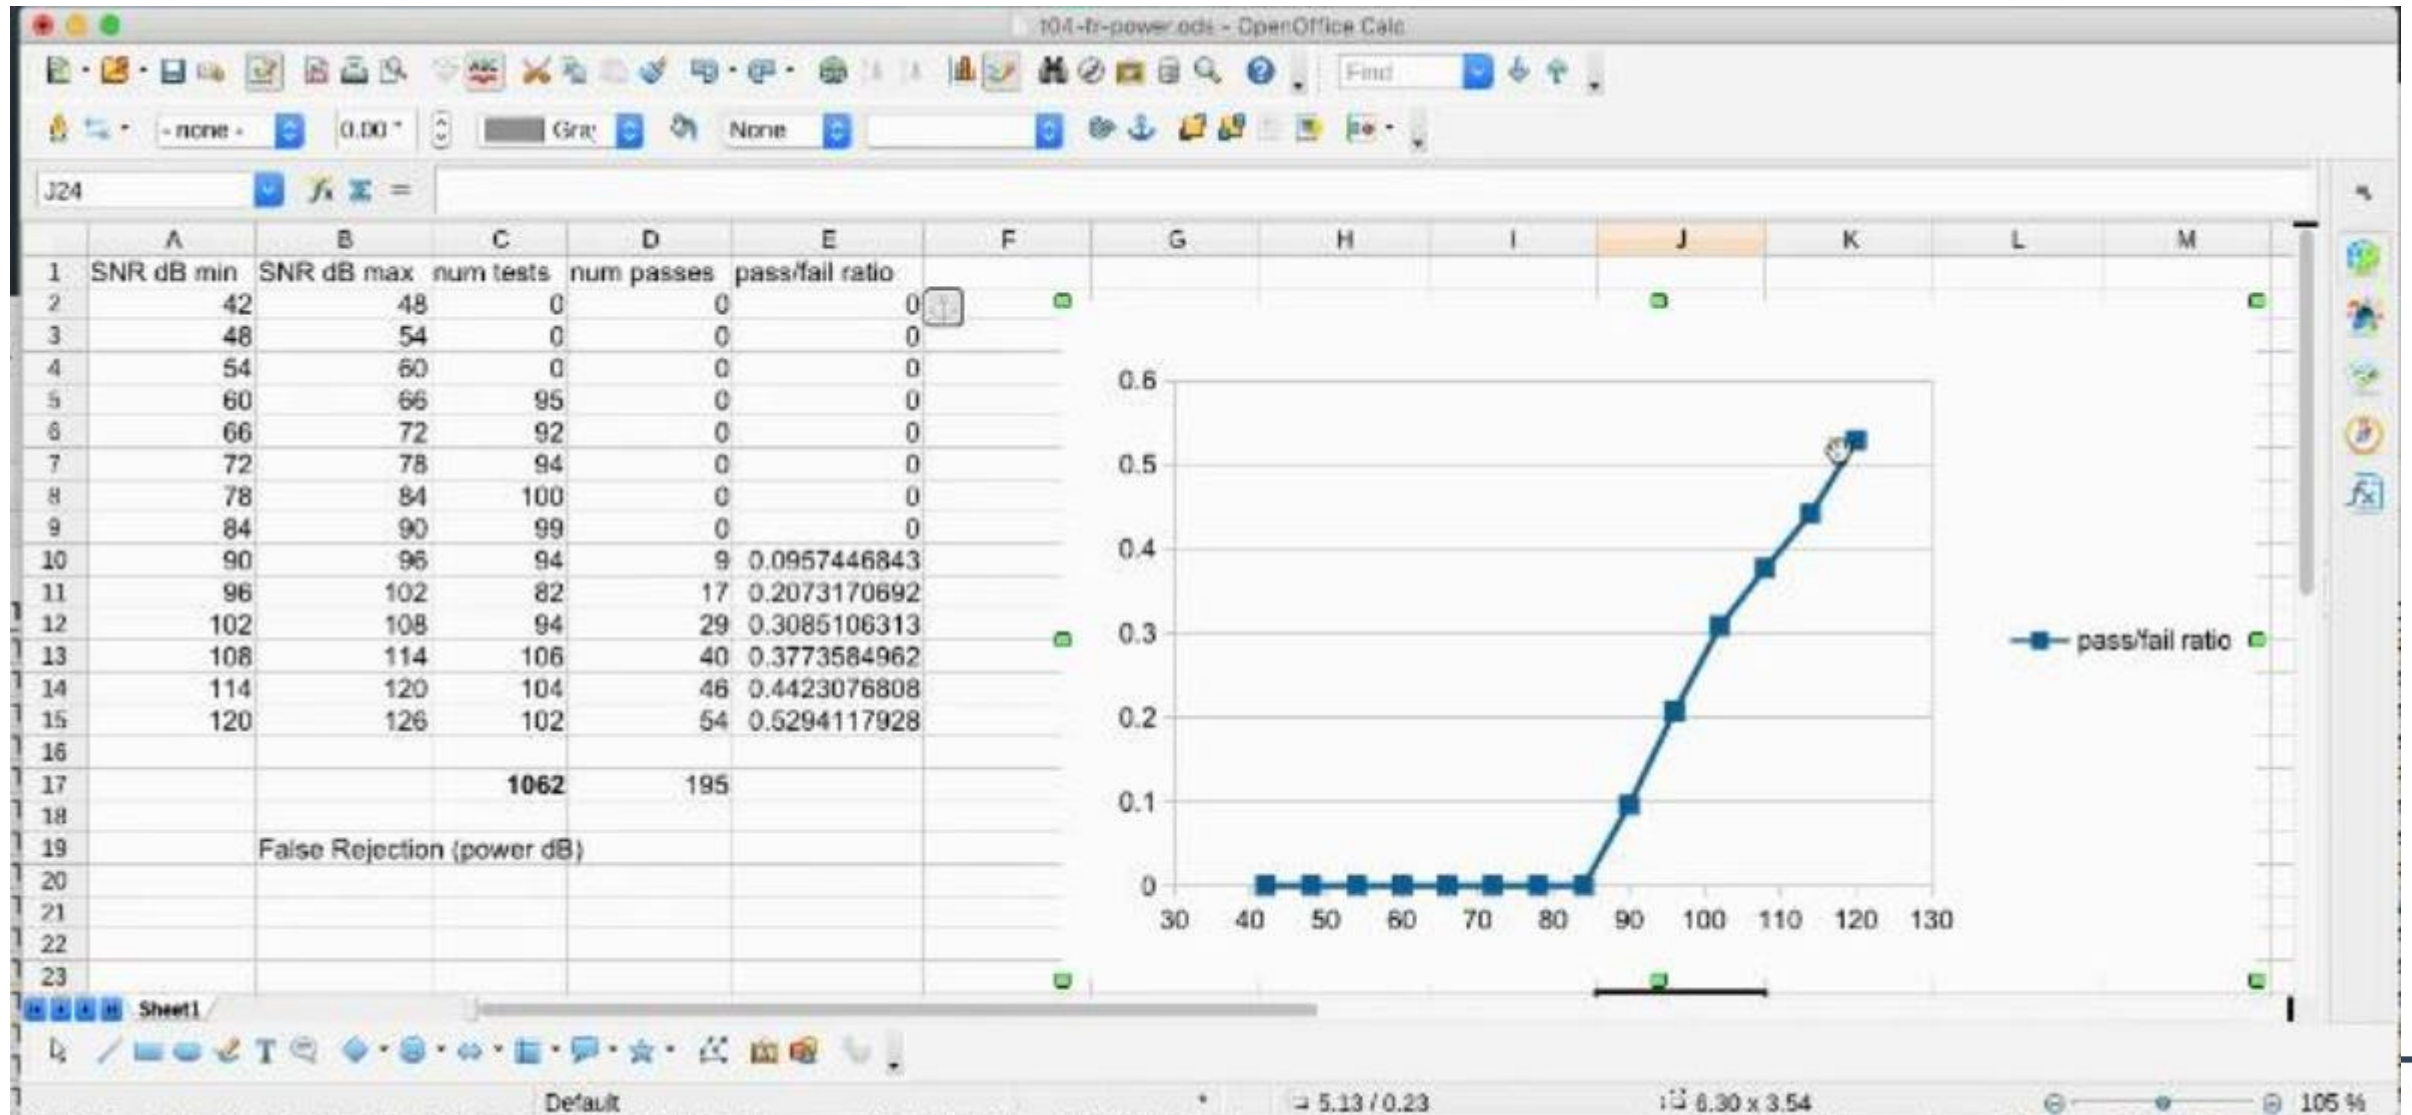 t04-fr-power.ods - OpenOffice Calc
Find
- none -
0.00 "
Gray
None
J24
=
A B C D E F G H I J K L M
1 SNR dB min SNR dB max num tests num passes pass/fail ratio
2 42 48 0 0 0
3 48 54 0 0 0
4 54 60 0 0 0
5 60 66 95 0 0
6 66 72 92 0 0
7 72 78 94 0 0
8 78 84 100 0 0
9 84 90 99 0 0
10 90 96 94 9 0.0957446843
11 96 102 82 17 0.2073170692
12 102 108 94 29 0.3085106313
13 108 114 106 40 0.3773584962
14 114 120 104 46 0.4423076808
15 120 126 102 54 0.5294117928
16
17 1062 195
18
19 False Rejection (power dB)
20
21
22
23
0.6
0.5
0.4
0.3
0.2
0.1
0
30 40 50 60 70 80 90 100 110 120 130
pass/fail ratio
Sheet1
Default * 5.13 / 0.23 6.30 x 3.54 105 %